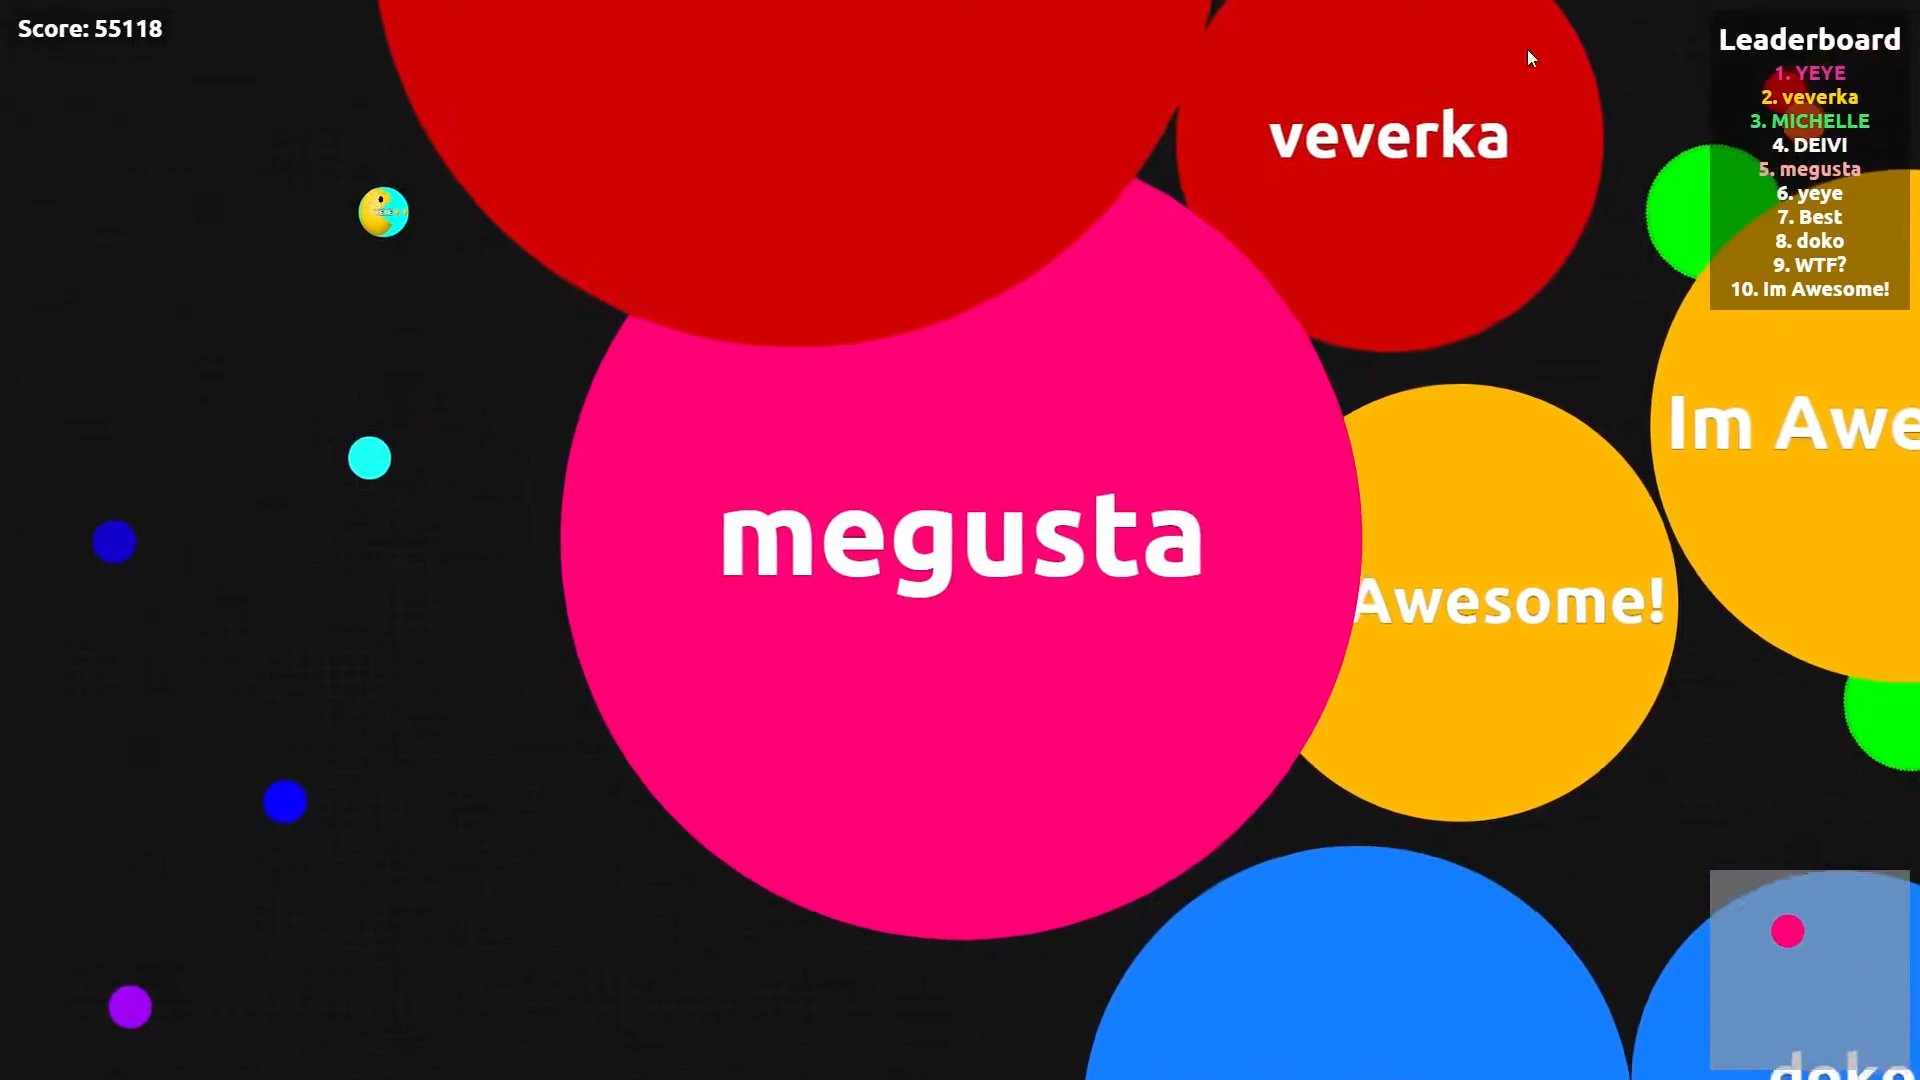 Score: 55118
Leaderboard
1. YEYE
2. veverka
3. MICHELLE
4. DEIVI
5. megusta
6. yeye
7. Best
8. doko
9. WTF?
10. Im Awesome!
veverka
Im Awe
megusta
Awesome!
doko